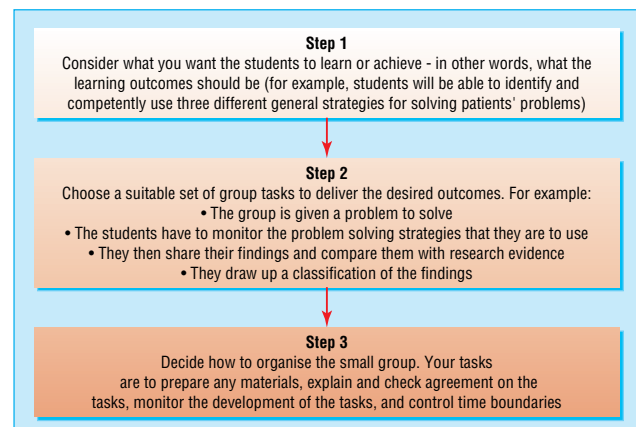 Step 1
Consider what you want the students to learn or achieve - in other words, what the
learning outcomes should be (for example, students will be able to identify and
competently use three different general strategies for solving patients' problems)
Step 2
Choose a suitable set of group tasks to deliver the desired outcomes. For example:
• The group is given a problem to solve
• The students have to monitor the problem solving strategies that they are to use
• They then share their findings and compare them with research evidence
• They draw up a classification of the findings
Step 3
Decide how to organise the small group. Your tasks
are to prepare any materials, explain and check agreement on the
tasks, monitor the development of the tasks, and control time boundaries